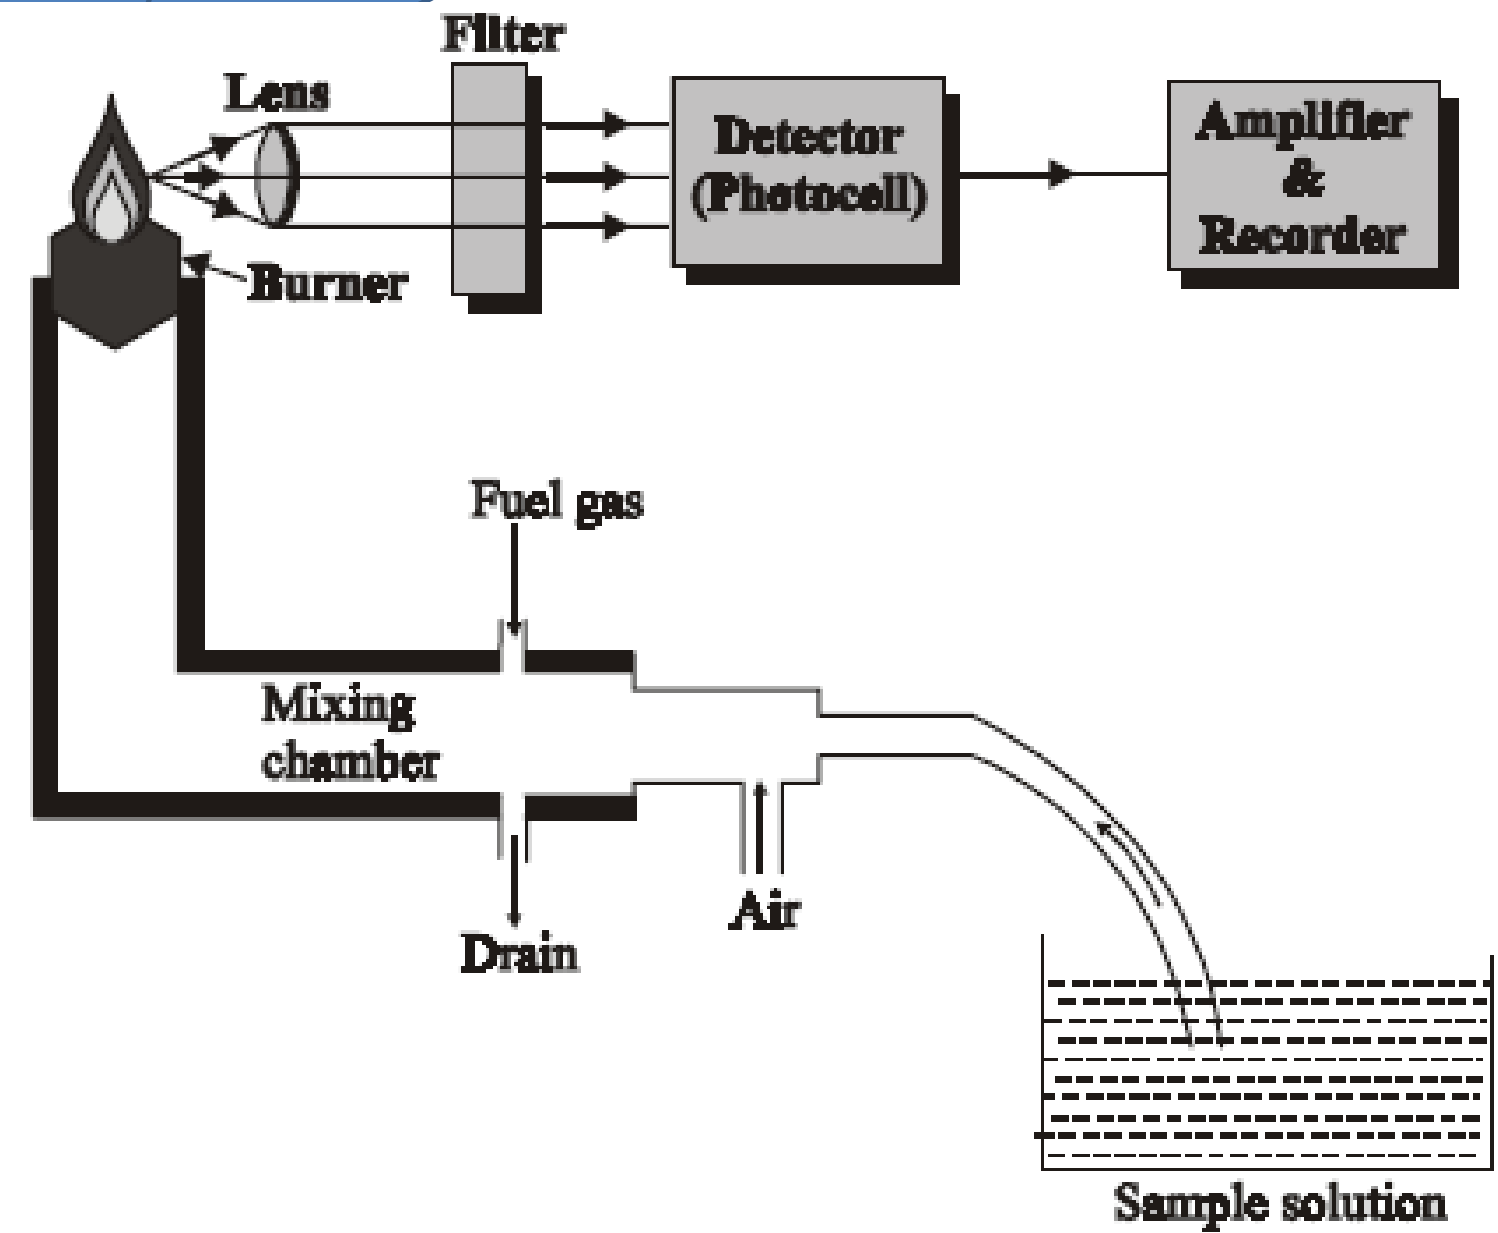 Filter
Lens
Detector
(Photocell)
Amplifier
&
Recorder
Burner
Fuel gas
Mixing
chamber
Air
Drain
Sample solution